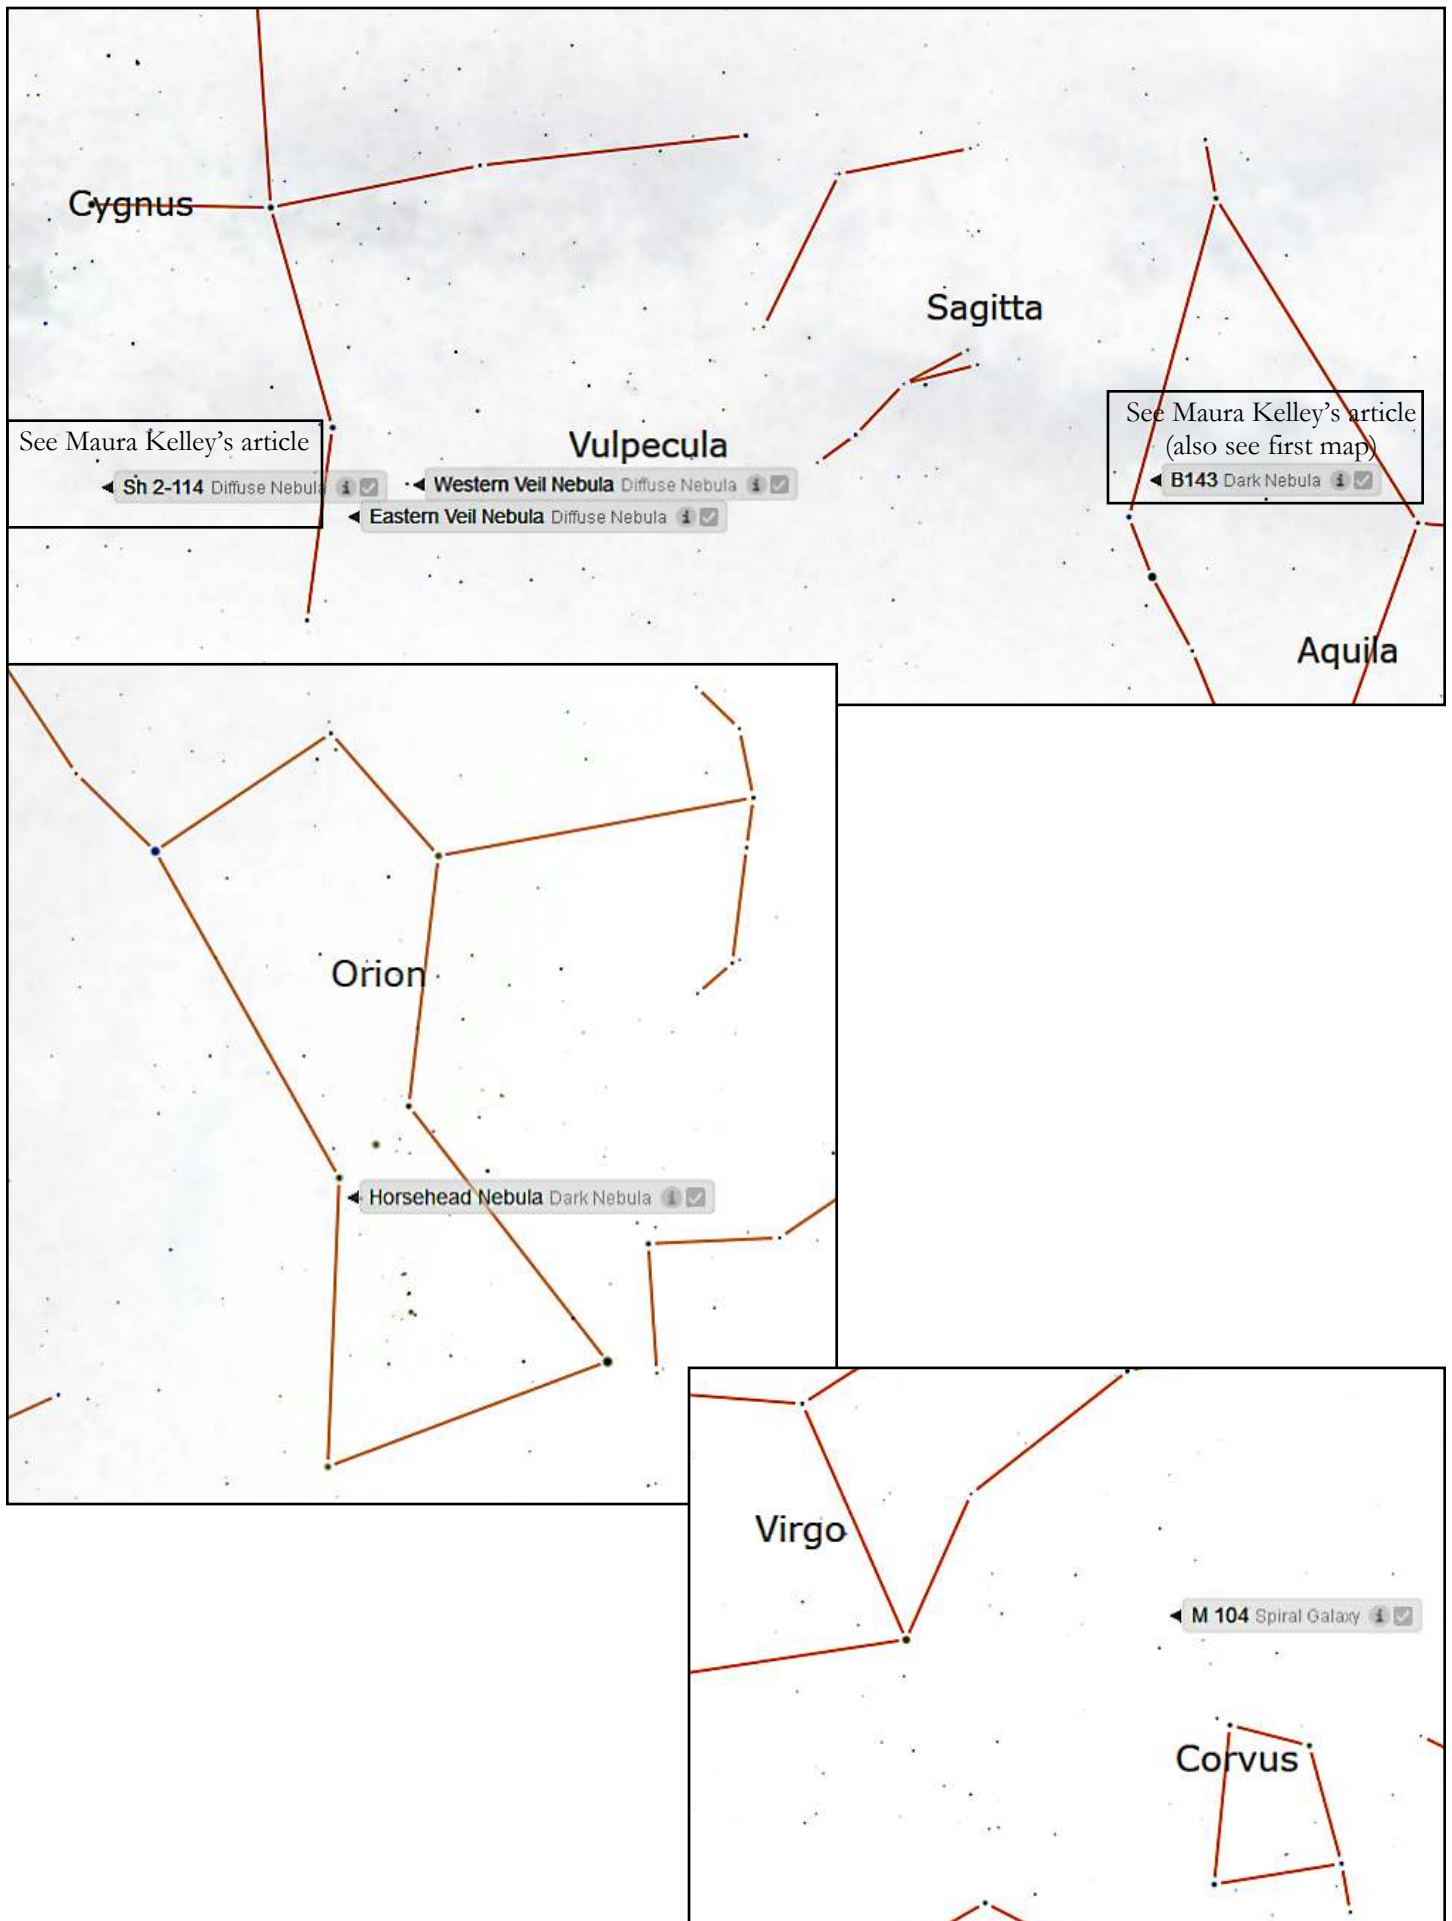 Cygnus
Sagitta
See Maura Kelley’s article
(also see first map)
B143 Dark Nebula i
See Maura Kelley’s article
Vulpecula
Sh 2-114 Diffuse Nebula i
Western Veil Nebula Diffuse Nebula i
Eastern Veil Nebula Diffuse Nebula i
Aquila
Orion
Horsehead Nebula Dark Nebula i
Virgo
M 104 Spiral Galaxy i
Corvus